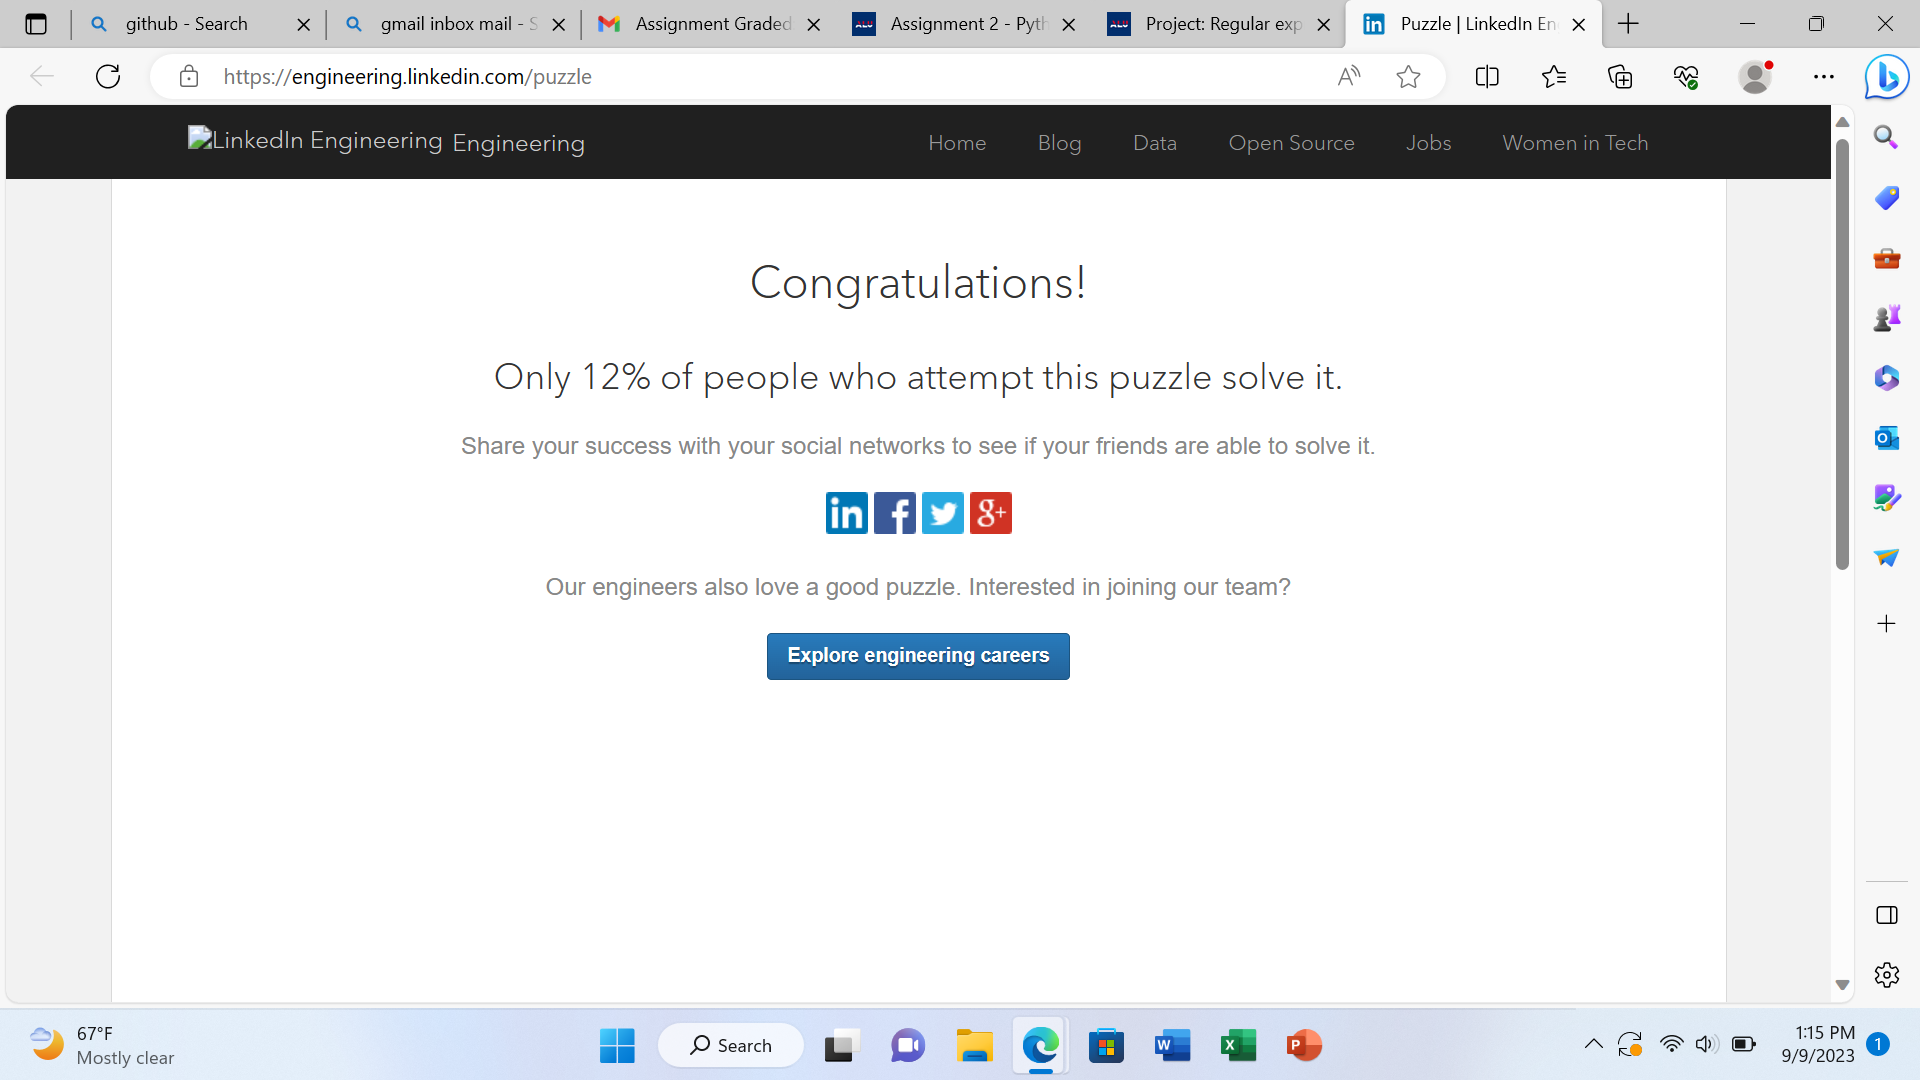 github - Search
gmail inbox mail - S
Assignment Graded
Assignment 2 - Pyth
Project: Regular exp
Puzzle | LinkedIn En
https://engineering.linkedin.com/puzzle
LinkedIn Engineering Engineering
Home Blog Data Open Source Jobs Women in Tech
Congratulations!
Only 12% of people who attempt this puzzle solve it.
Share your success with your social networks to see if your friends are able to solve it.
in f g+
Our engineers also love a good puzzle. Interested in joining our team?
Explore engineering careers
67°F
Mostly clear
Search
1:15 PM
9/9/2023
1